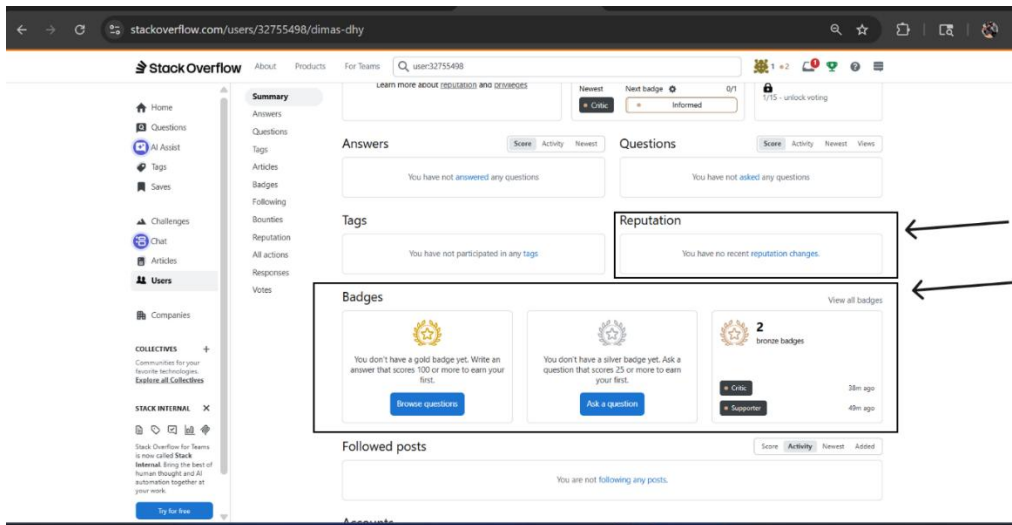 stackoverflow.com/users/32755498/dimas-dhy
StackOverflow
About Products For Teams
user:32755498
1 2
Home
Questions
AI Assist
Tags
Saves
Challenges
Chat
Articles
Users
Companies
COLLECTIVES +
Communities for your
favorite technologies.
Explore all Collectives
STACK INTERNAL X
Stack Overflow for Teams
is now called Stack
Internal. Bring the best of
human thought and AI
automation together at
your work.
Try for free
Summary
Answers
Questions
Tags
Articles
Badges
Following
Bounties
Reputation
All actions
Responses
Votes
Learn more about reputation and privileges
Newest
Critic
Next badge 0/1
Informed
1/15 - unlock voting
Answers
Score Activity Newest
You have not answered any questions
Questions
Score Activity Newest Views
You have not asked any questions
Tags
You have not participated in any tags
Reputation
You have no recent reputation changes.
Badges
View all badges
You don't have a gold badge yet. Write an
answer that scores 100 or more to earn your
first.
Browse questions
You don't have a silver badge yet. Ask a
question that scores 25 or more to earn
your first.
Ask a question
2
bronze badges
Critic 38m ago
Supporter 49m ago
Followed posts
Score Activity Newest Added
You are not following any posts.
Accounts